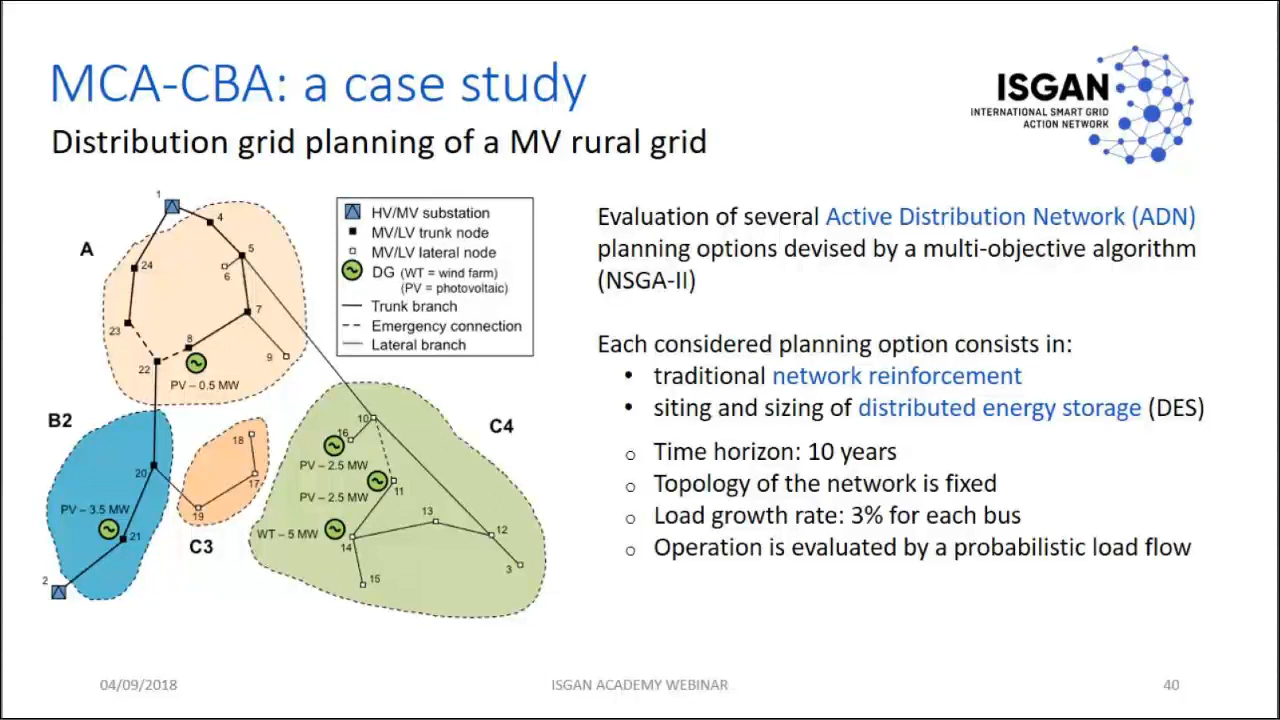 MCA-CBA: a case study
Distribution grid planning of a MV rural grid
ISGAN
INTERNATIONAL SMART GRID
ACTION NETWORK
1
4
A
5
24
6
7
23
8
9
22
PV – 0.5 MW
HV/MV substation
MV/LV trunk node
MV/LV lateral node
DG (WT = wind farm)
(PV = photovoltaic)
Trunk branch
Emergency connection
Lateral branch
B2
C4
10
18
16
PV – 2.5 MW
20
17
PV – 2.5 MW
11
PV – 3.5 MW
19
13
WT – 5 MW
12
21
C3
14
3
2
15
Evaluation of several Active Distribution Network (ADN)
planning options devised by a multi-objective algorithm
(NSGA-II)
Each considered planning option consists in:
• traditional network reinforcement
• siting and sizing of distributed energy storage (DES)
o Time horizon: 10 years
o Topology of the network is fixed
o Load growth rate: 3% for each bus
o Operation is evaluated by a probabilistic load flow
04/09/2018
ISGAN ACADEMY WEBINAR
40